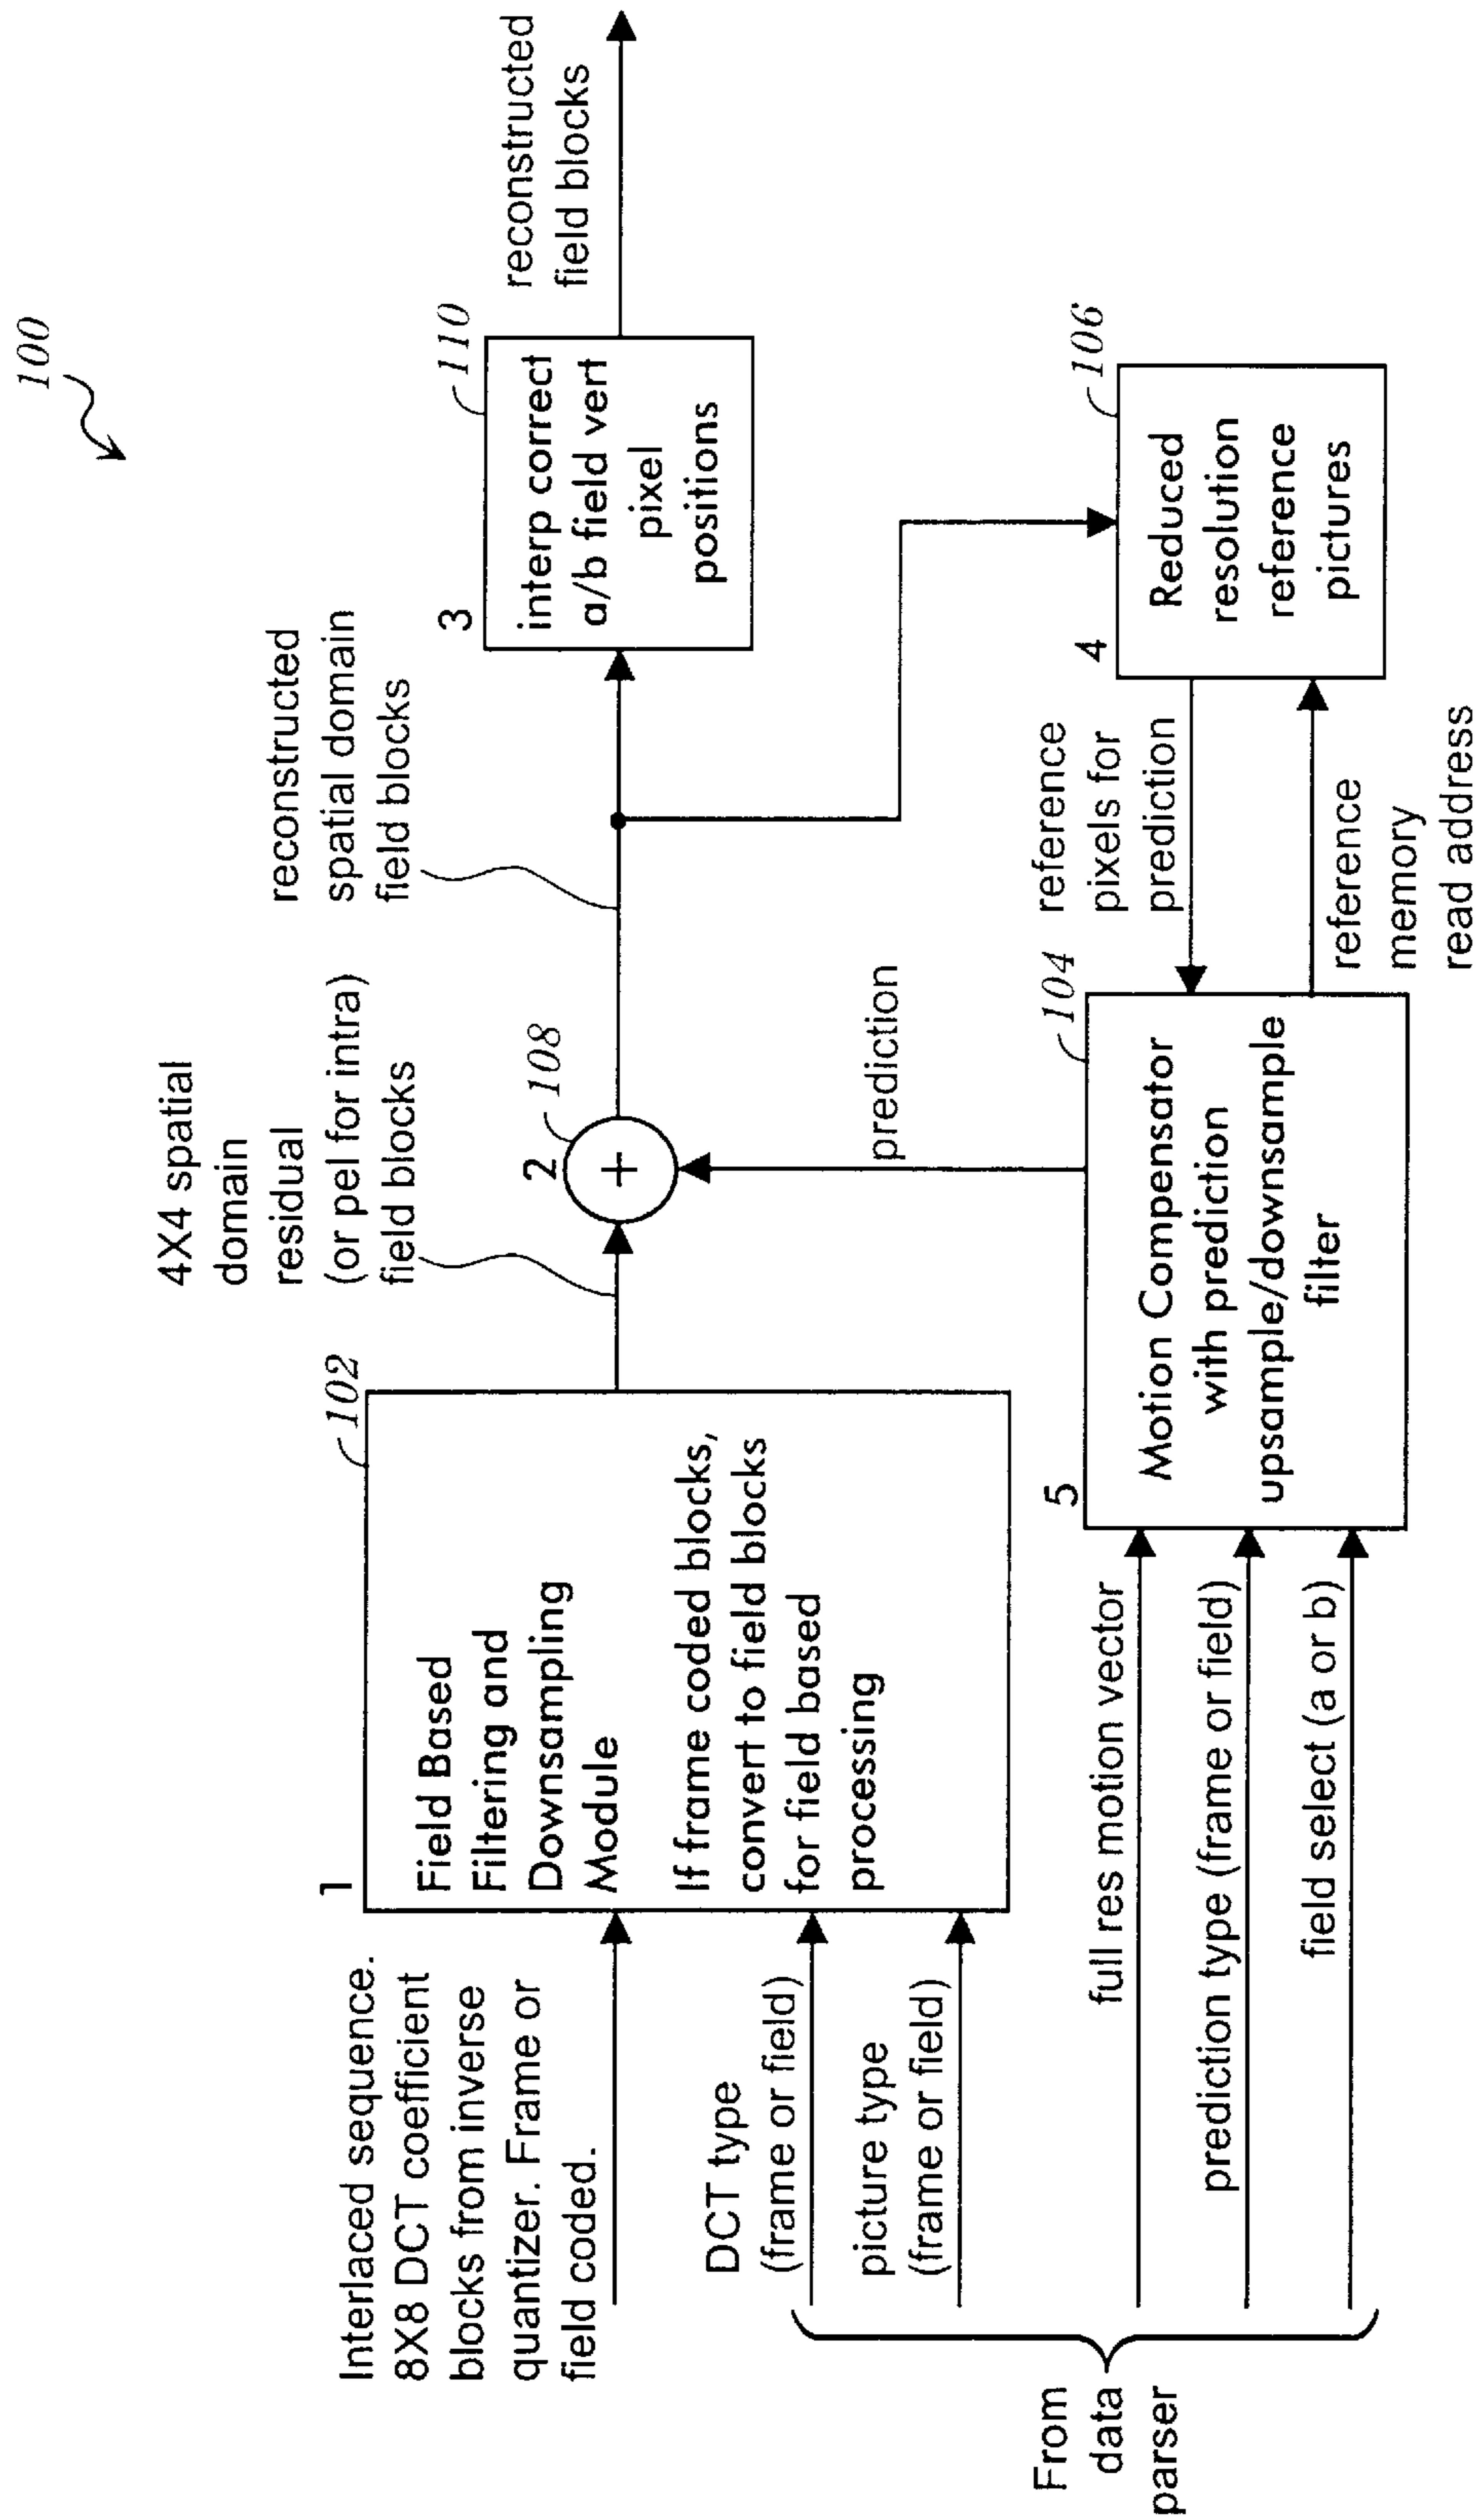 100
Interlaced sequence.
8X8 DCT coefficient
blocks from inverse
quantizer. Frame or
field coded.
DCT type
(frame or field)
picture type
(frame or field)
From
data
parser
full res motion vector
prediction type (frame or field)
field select (a or b)
1
102
Field Based
Filtering and
Downsampling
Module
If frame coded blocks,
convert to field blocks
for field based
processing
4X4 spatial
domain
residual
(or pel for intra)
field blocks
2
108
+
prediction
reconstructed
spatial domain
field blocks
3
110
interp correct
a/b field vert
pixel
positions
reconstructed
field blocks
5
104
Motion Compensator
with prediction
upsample/downsample
filter
reference
pixels for
prediction
reference
memory
read address
4
106
Reduced
resolution
reference
pictures